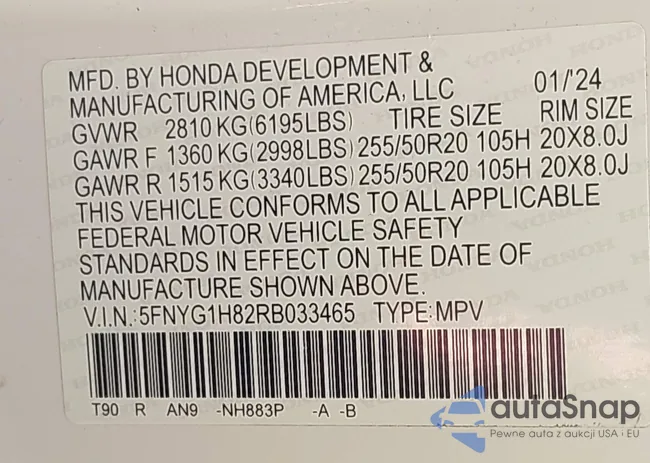 MFD. BY HONDA DEVELOPMENT &
MANUFACTURING OF AMERICA, LLC 01/'24
GVWR 2810 KG(6195LBS) TIRE SIZE RIM SIZE
GAWR F 1360 KG(2998LBS) 255/50R20 105H 20X8.0J
GAWR R 1515 KG(3340LBS) 255/50R20 105H 20X8.0J
THIS VEHICLE CONFORMS TO ALL APPLICABLE
FEDERAL MOTOR VEHICLE SAFETY
STANDARDS IN EFFECT ON THE DATE OF
MANUFACTURE SHOWN ABOVE.
V.I.N.:5FNYG1H82RB033465 TYPE:MPV
T90 R AN9 -NH883P -A -B
autaSnap
Pewne auta z aukcji USA i EU